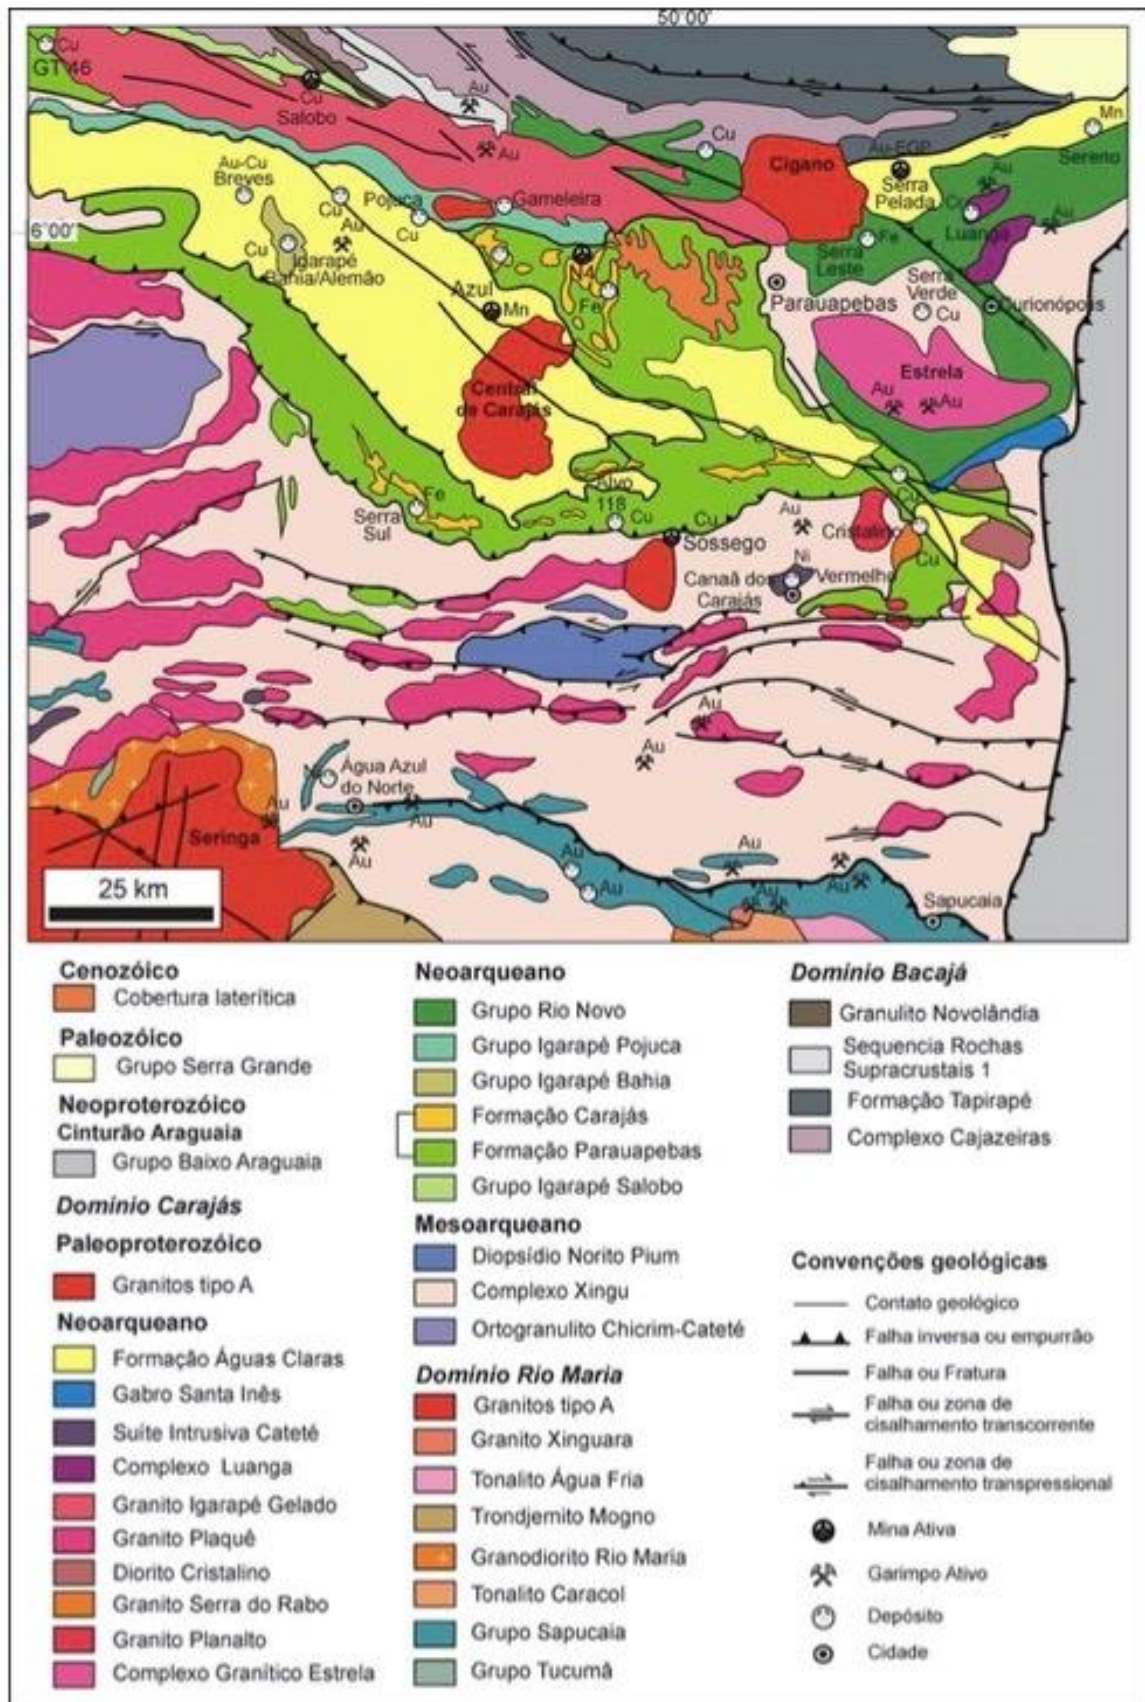 50°00'
Cu
GT 46
Cu
Salobo
Au
Au
Cu
Cigano
Au-EGP
Serra
Pelada
Mn
Sereno
Au
Au-Cu
Breves
Cu
Pojuca
Cu
Gameleira
Au
Cu
Luanga
Au
6°00'
Cu
Igarapé
Bahia/Alemão
Azul
Mn
N4
Fe
Serra
Leste
Fe
Serra
Verde
Cu
Parauapebas
Curionópolis
Central
de Carajás
Estrela
Au
Au
Fe
Serra
Sul
Alvo
118
Cu
Cu
Sossego
Au
Cristalino
Cu
Cu
Ni
Vermelho
Canaã dos
Carajás
Au
Au
Ni
Água Azul
do Norte
Au
Au
Au
Seringa
Au
Au
Au
Au
Au
Sapucaia
25 km
Cenozóico
Cobertura laterítica
Paleozóico
Grupo Serra Grande
Neoproterozóico
Cinturão Araguaia
Grupo Baixo Araguaia
Domínio Carajás
Paleoproterozóico
Granitos tipo A
Neoarqueano
Formação Águas Claras
Gabro Santa Inês
Suíte Intrusiva Cateté
Complexo Luanga
Granito Igarapé Gelado
Granito Plaquê
Diorito Cristalino
Granito Serra do Rabo
Granito Planalto
Complexo Granítico Estrela
Neoarqueano
Grupo Rio Novo
Grupo Igarapé Pojuca
Grupo Igarapé Bahia
Formação Carajás
Formação Parauapebas
Grupo Igarapé Salobo
Mesoarqueano
Diopsídio Norito Pium
Complexo Xingu
Ortogranulito Chicrim-Cateté
Domínio Rio Maria
Granitos tipo A
Granito Xinguara
Tonalito Água Fria
Trondjemito Mogno
Granodiorito Rio Maria
Tonalito Caracol
Grupo Sapucaia
Grupo Tucumã
Domínio Bacajá
Granulito Novolândia
Sequencia Rochas
Supracrustais 1
Formação Tapirapé
Complexo Cajazeiras
Convenções geológicas
Contato geológico
Falha inversa ou empurrão
Falha ou Fratura
Falha ou zona de
cisalhamento transcorrente
Falha ou zona de
cisalhamento transpressional
Mina Ativa
Garimpo Ativo
Depósito
Cidade